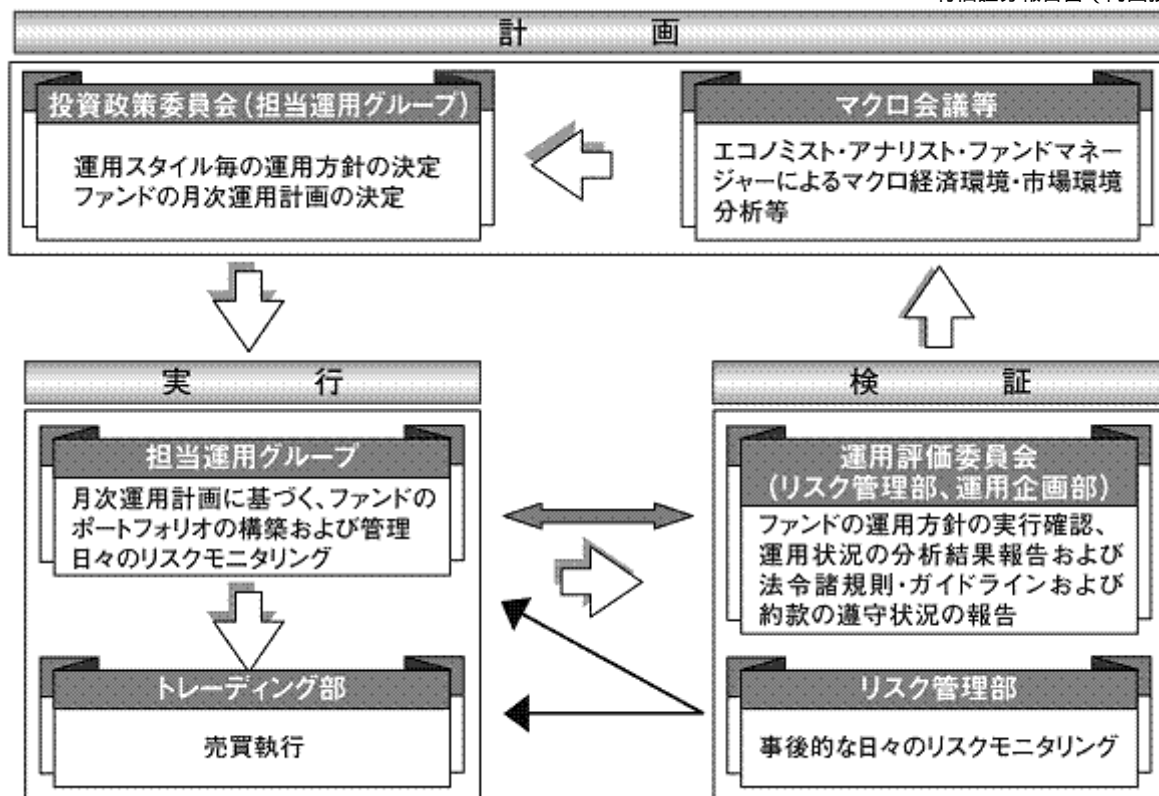 計 画
投資政策委員会(担当運用グループ)
運用スタイル毎の運用方針の決定
ファンドの月次運用計画の決定
マクロ会議等
エコノミスト・アナリスト・ファンドマネー
ジャーによるマクロ経済環境・市場環境
分析等
実 行
担当運用グループ
月次運用計画に基づく、ファンドの
ポートフォリオの構築および管理
日々のリスクモニタリング
トレーディング部
売買執行
検 証
運用評価委員会
(リスク管理部、運用企画部)
ファンドの運用方針の実行確認、
運用状況の分析結果報告および
法令諸規則・ガイドラインおよび
約款の遵守状況の報告
リスク管理部
事後的な日々のリスクモニタリング